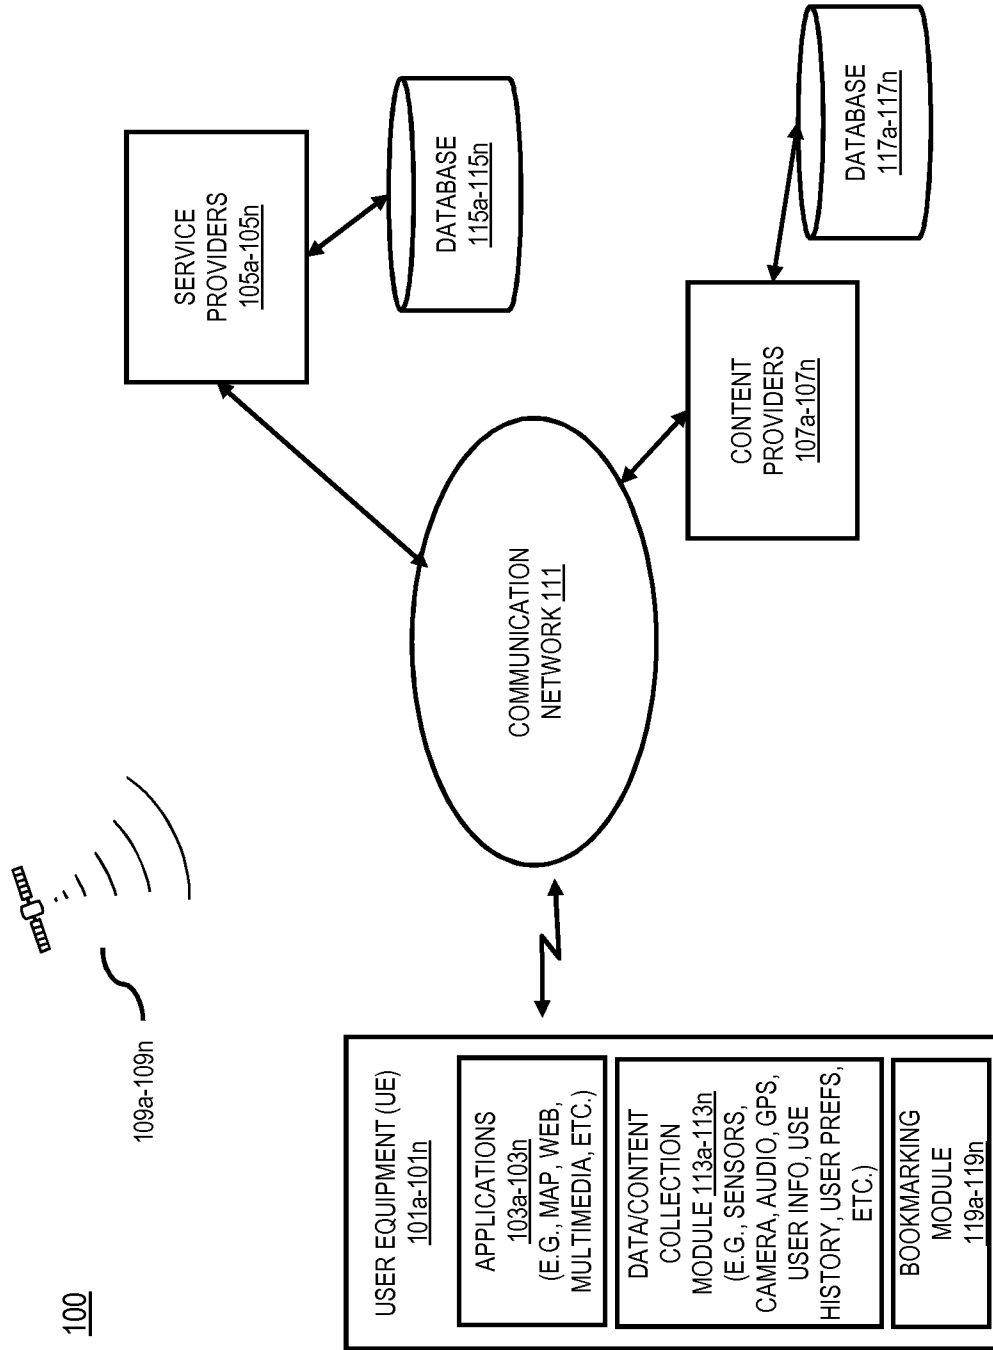 100
109a-109n
USER EQUIPMENT (UE)
101a-101n
APPLICATIONS
103a-103n
(E.G., MAP, WEB,
MULTIMEDIA, ETC.)
DATA/CONTENT
COLLECTION
MODULE 113a-113n
(E.G., SENSORS,
CAMERA, AUDIO, GPS,
USER INFO, USE
HISTORY, USER PREFS,
ETC.)
BOOKMARKING
MODULE
119a-119n
COMMUNICATION
NETWORK 111
SERVICE
PROVIDERS
105a-105n
DATABASE
115a-115n
CONTENT
PROVIDERS
107a-107n
DATABASE
117a-117n